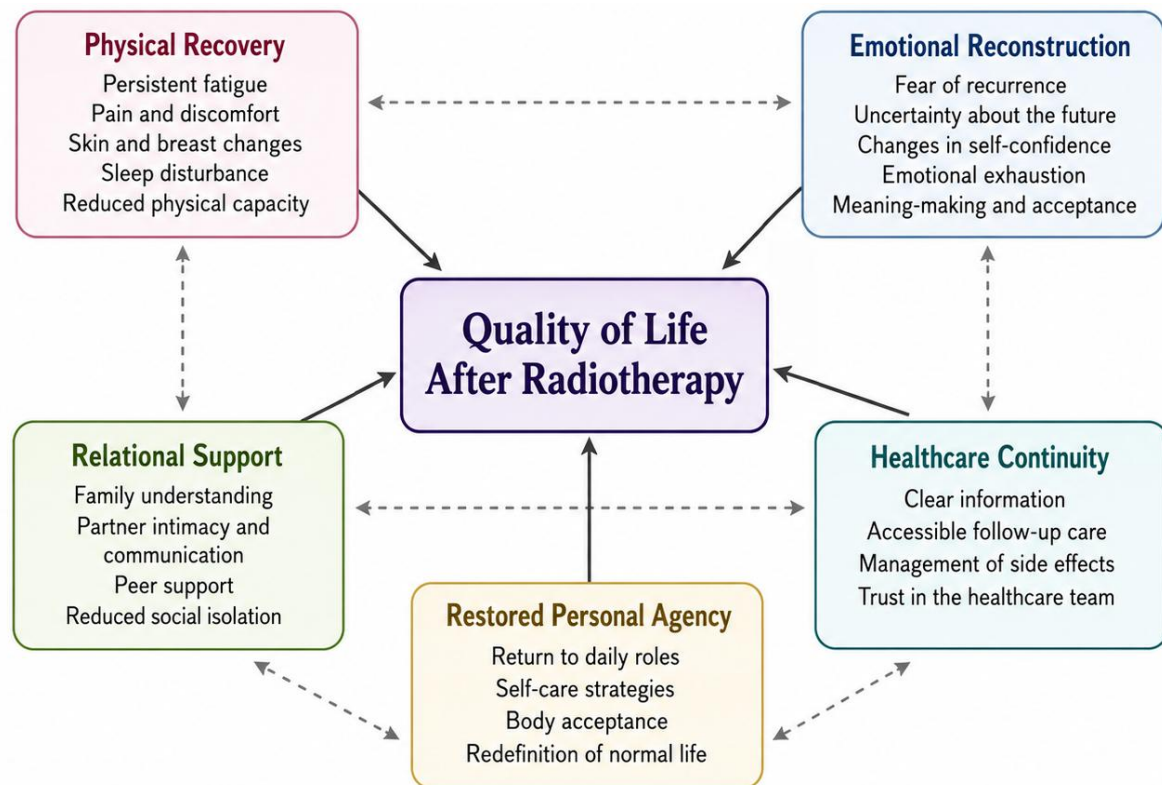 Physical Recovery
Persistent fatigue
Pain and discomfort
Skin and breast changes
Sleep disturbance
Reduced physical capacity
Emotional Reconstruction
Fear of recurrence
Uncertainty about the future
Changes in self-confidence
Emotional exhaustion
Meaning-making and acceptance
Quality of Life
After Radiotherapy
Relational Support
Family understanding
Partner intimacy and
communication
Peer support
Reduced social isolation
Healthcare Continuity
Clear information
Accessible follow-up care
Management of side effects
Trust in the healthcare team
Restored Personal Agency
Return to daily roles
Self-care strategies
Body acceptance
Redefinition of normal life